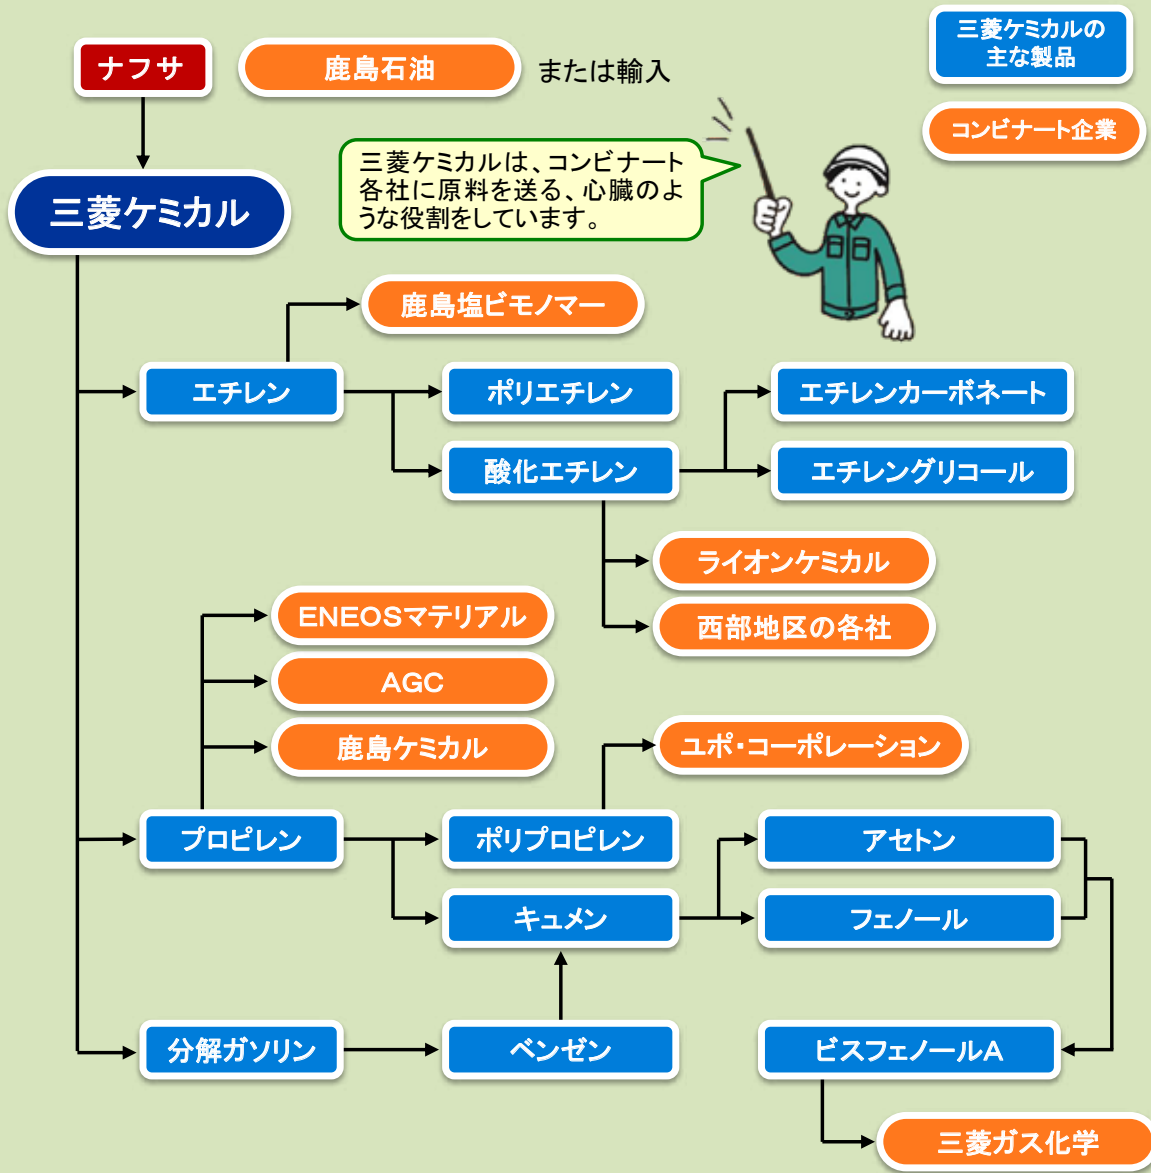 ナフサ
鹿島石油
または輸入
三菱ケミカルの
主な製品
コンビナート企業
三菱ケミカルは、コンビナート
各社に原料を送る、心臓のよ
うな役割をしています。
三菱ケミカル
鹿島塩ビモノマー
エチレン
ポリエチレン
エチレンカーボネート
酸化エチレン
エチレングリコール
ライオンケミカル
西部地区の各社
ENEOSマテリアル
AGC
鹿島ケミカル
ユポ・コーポレーション
プロピレン
ポリプロピレン
アセトン
キュメン
フェノール
分解ガソリン
ベンゼン
ビスフェノールA
三菱ガス化学